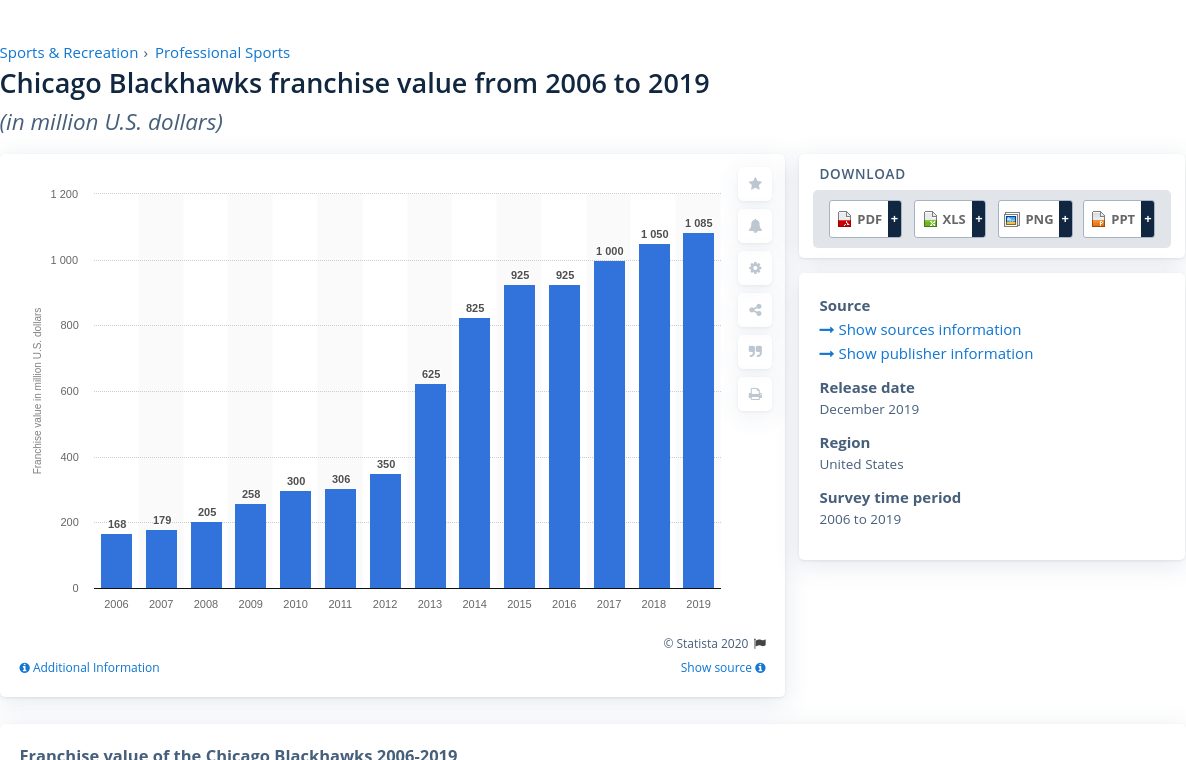 Sports & Recreation › Professional Sports
Chicago Blackhawks franchise value from 2006 to 2019
(in million U.S. dollars)
1 200
1 000
800
600
400
200
0
Franchise value in million U.S. dollars
168
179
205
258
300
306
350
625
825
925
925
1 000
1 050
1 085
2006 2007 2008 2009 2010 2011 2012 2013 2014 2015 2016 2017 2018 2019
© Statista 2020
Additional Information
Show source
DOWNLOAD
PDF + XLS + PNG + PPT +
Source
Show sources information
Show publisher information
Release date
December 2019
Region
United States
Survey time period
2006 to 2019
Franchise value of the Chicago Blackhawks 2006-2019